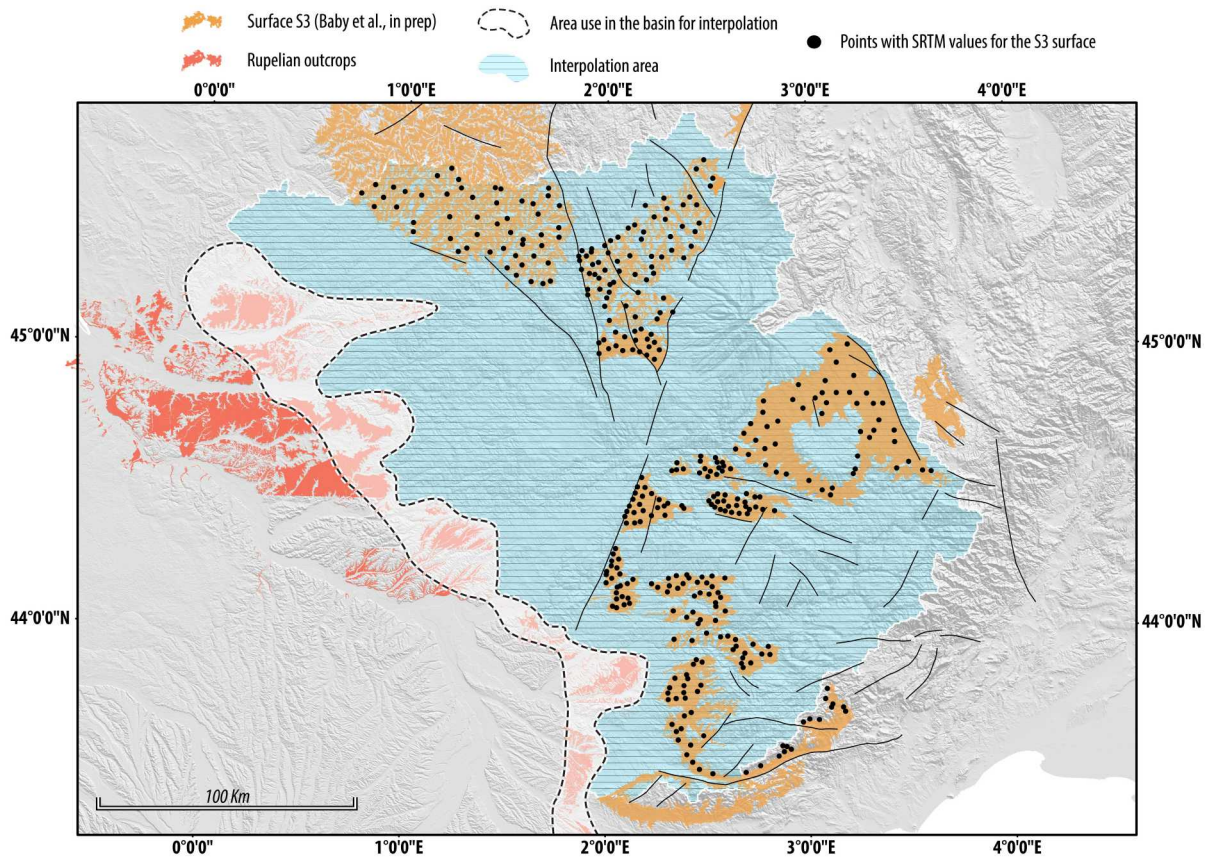 Surface S3 (Baby et al., in prep)
Area use in the basin for interpolation
Points with SRTM values for the S3 surface
Rupelian outcrops
Interpolation area
0°0'0" 1°0'0"E 2°0'0"E 3°0'0"E 4°0'0"E
45°0'0"N 45°0'0"N
44°0'0"N 44°0'0"N
100 Km
0°0'0" 1°0'0"E 2°0'0"E 3°0'0"E 4°0'0"E